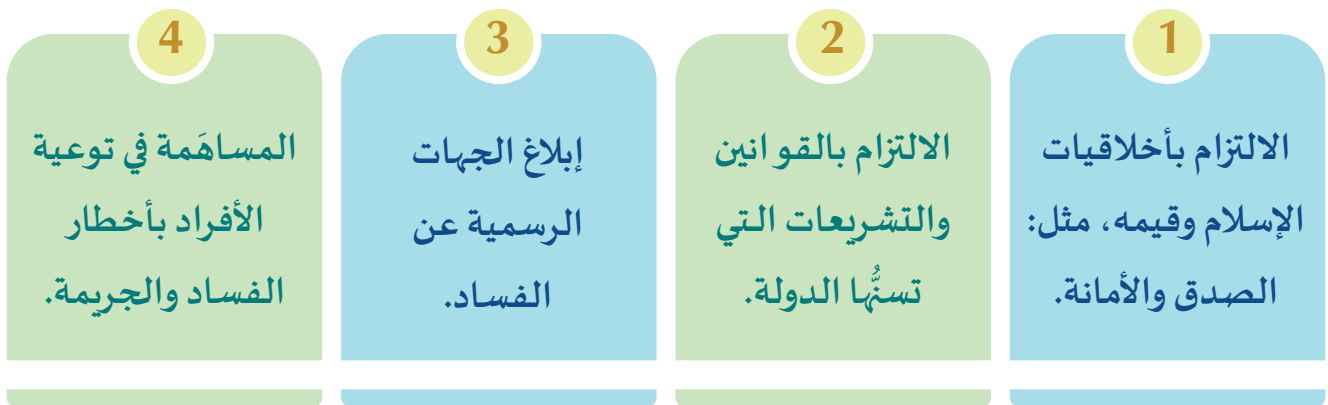 1
الالتزام بأخلاقيات
الإسلام وقيمه، مثل:
الصدق والأمانة.
2
الالتزام بالقوانين
والتشريعات التي
تسنُّها الدولة.
3
إبلاغ الجهات
الرسمية عن
الفساد.
4
المساهَمة في توعية
الأفراد بأخطار
الفساد والجريمة.